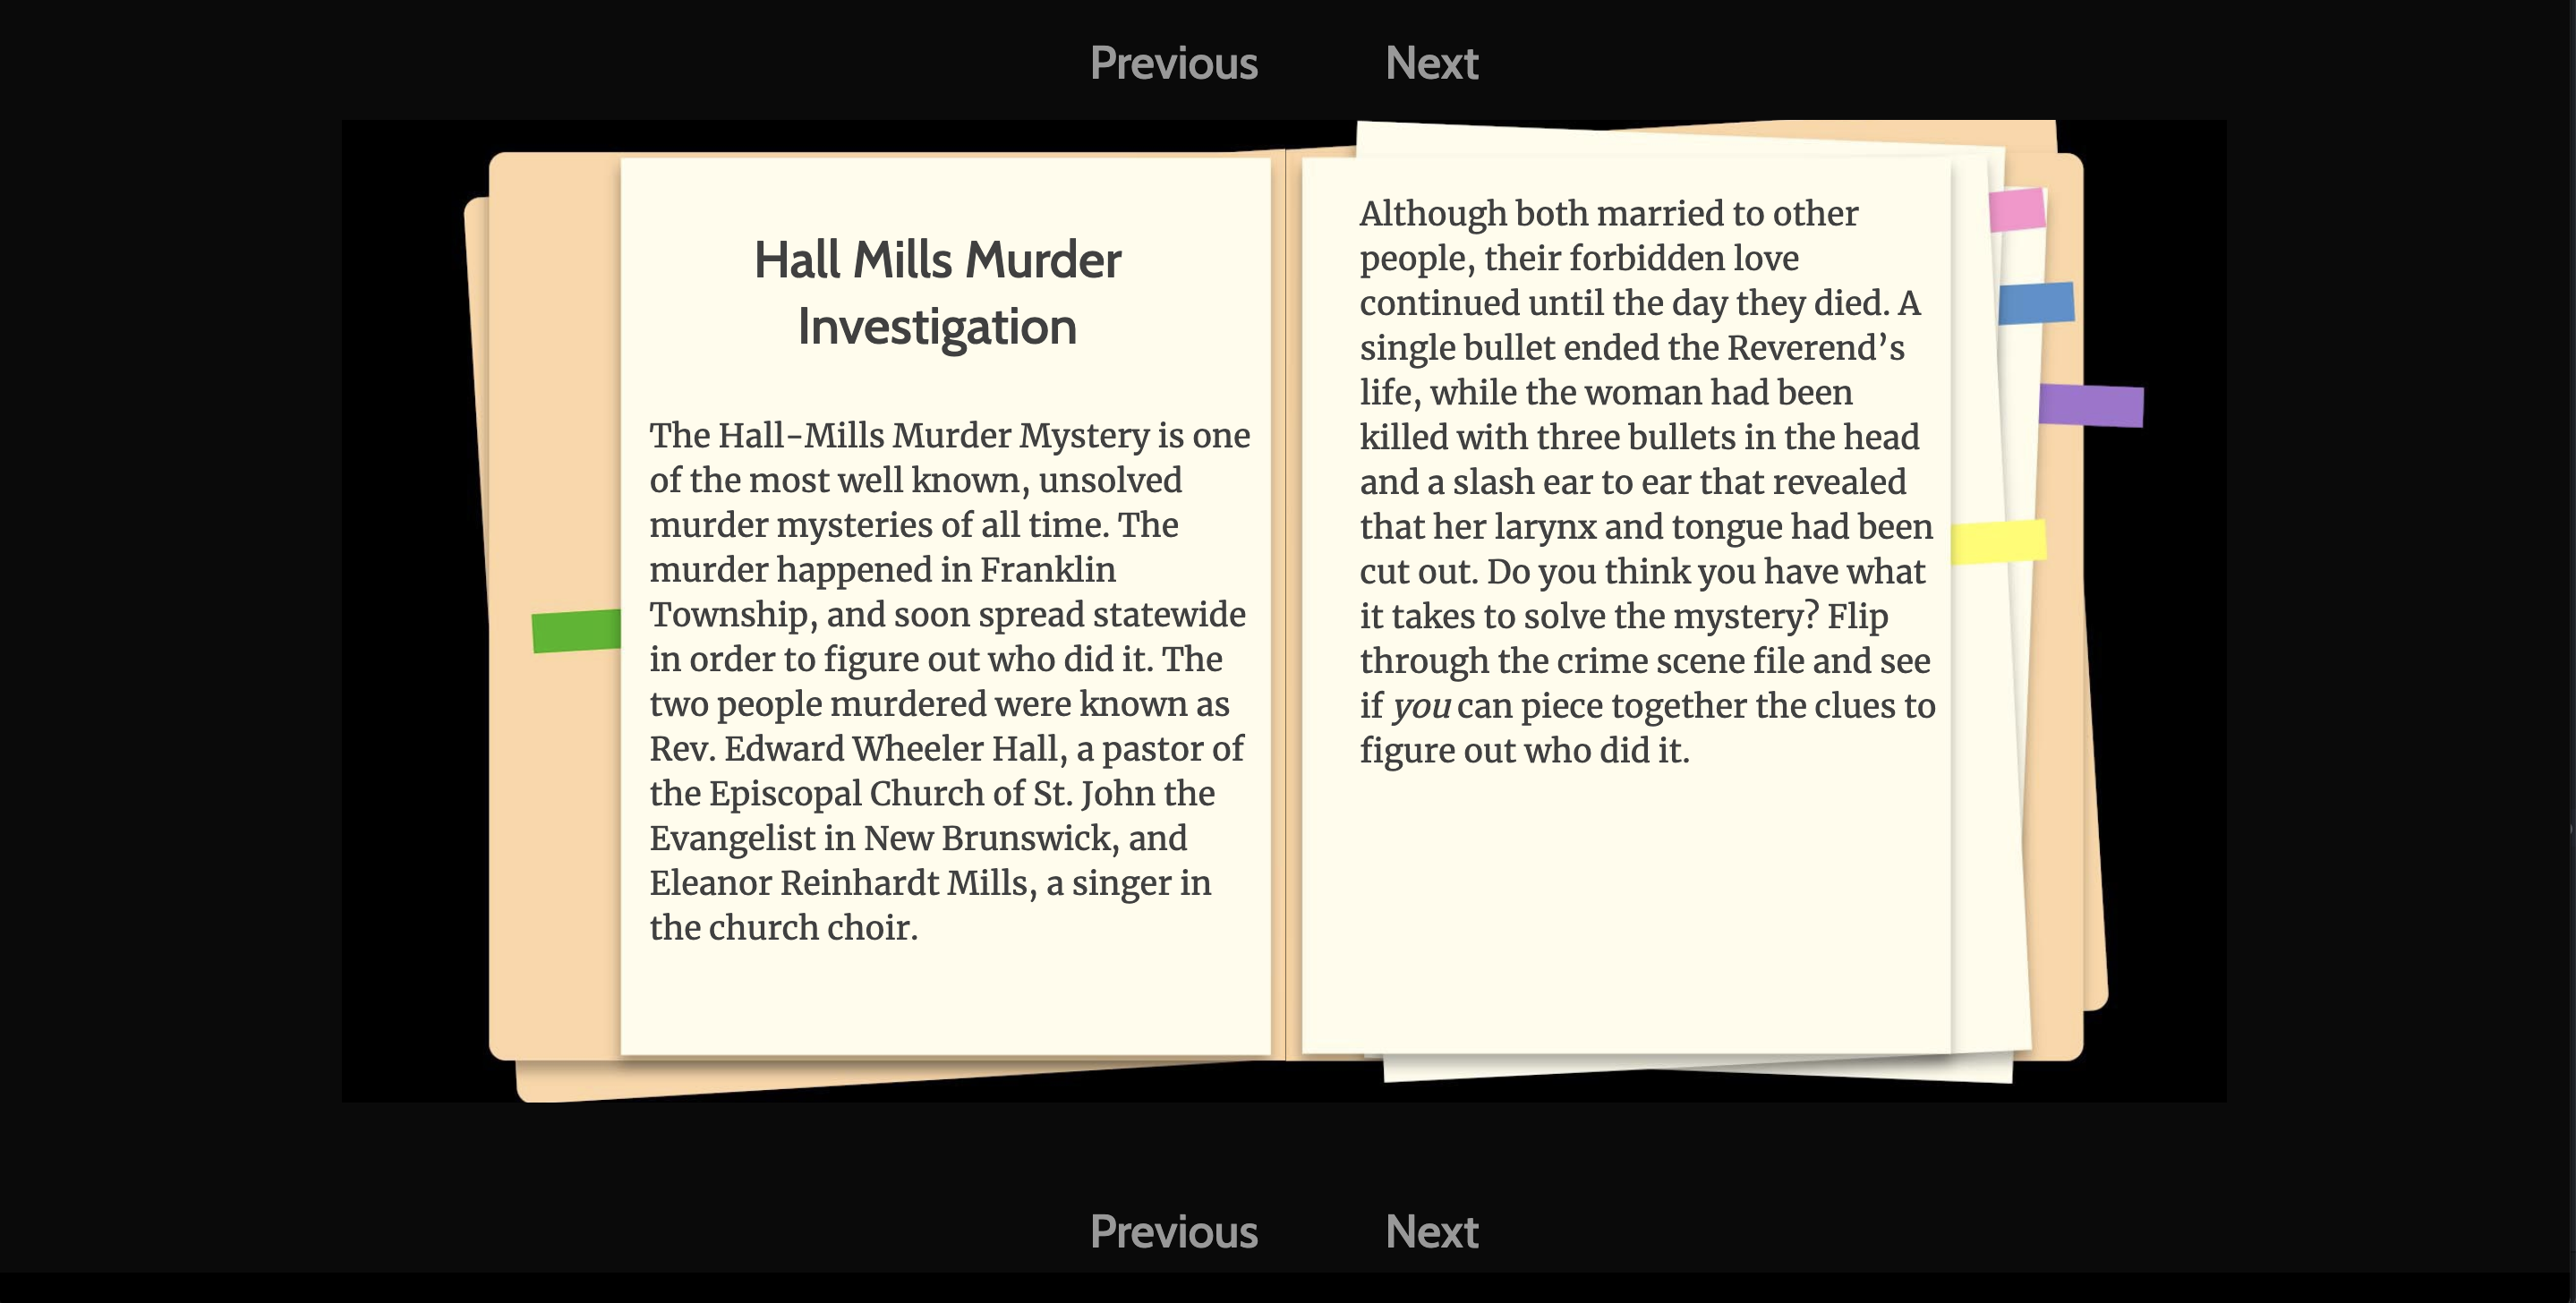 Previous Next
Hall Mills Murder
Investigation
The Hall-Mills Murder Mystery is one
of the most well known, unsolved
murder mysteries of all time. The
murder happened in Franklin
Township, and soon spread statewide
in order to figure out who did it. The
two people murdered were known as
Rev. Edward Wheeler Hall, a pastor of
the Episcopal Church of St. John the
Evangelist in New Brunswick, and
Eleanor Reinhardt Mills, a singer in
the church choir.
Although both married to other
people, their forbidden love
continued until the day they died. A
single bullet ended the Reverend’s
life, while the woman had been
killed with three bullets in the head
and a slash ear to ear that revealed
that her larynx and tongue had been
cut out. Do you think you have what
it takes to solve the mystery? Flip
through the crime scene file and see
if you can piece together the clues to
figure out who did it.
Previous Next